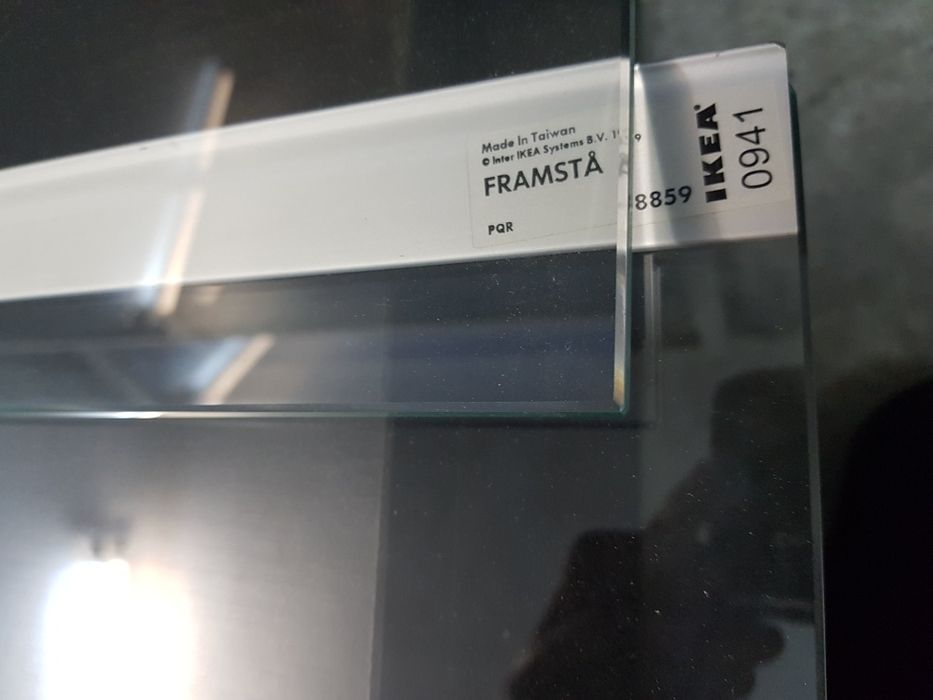 Made In Taiwan
© Inter IKEA Systems B.V.
FRAMSTÅ
8859
PQR
IKEA
0941